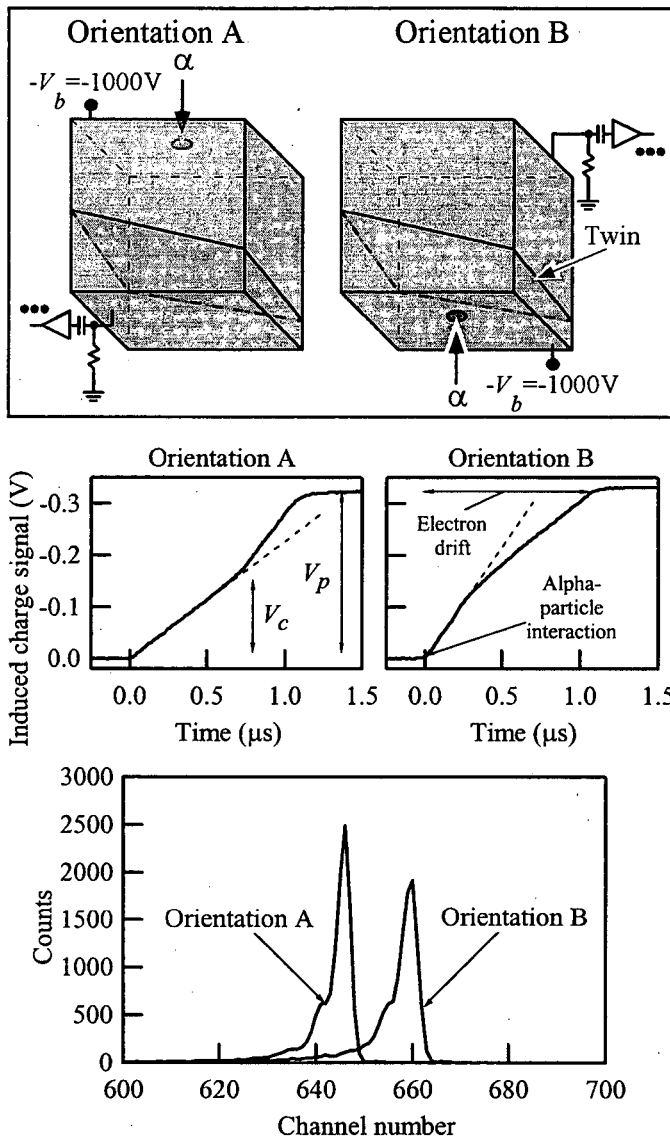 Orientation A
Orientation B
-V_b=-1000V
α
Twin
α
-V_b=-1000V
Orientation A
Orientation B
Induced charge signal (V)
-0.3
-0.2
-0.1
0.0
V_p
V_c
Electron
drift
Alpha-
particle
interaction
0.0 0.5 1.0 1.5
0.0 0.5 1.0 1.5
Time (μs)
Time (μs)
3000
2500
2000
1500
1000
500
0
Counts
Orientation A
Orientation B
600 620 640 660 680 700
Channel number